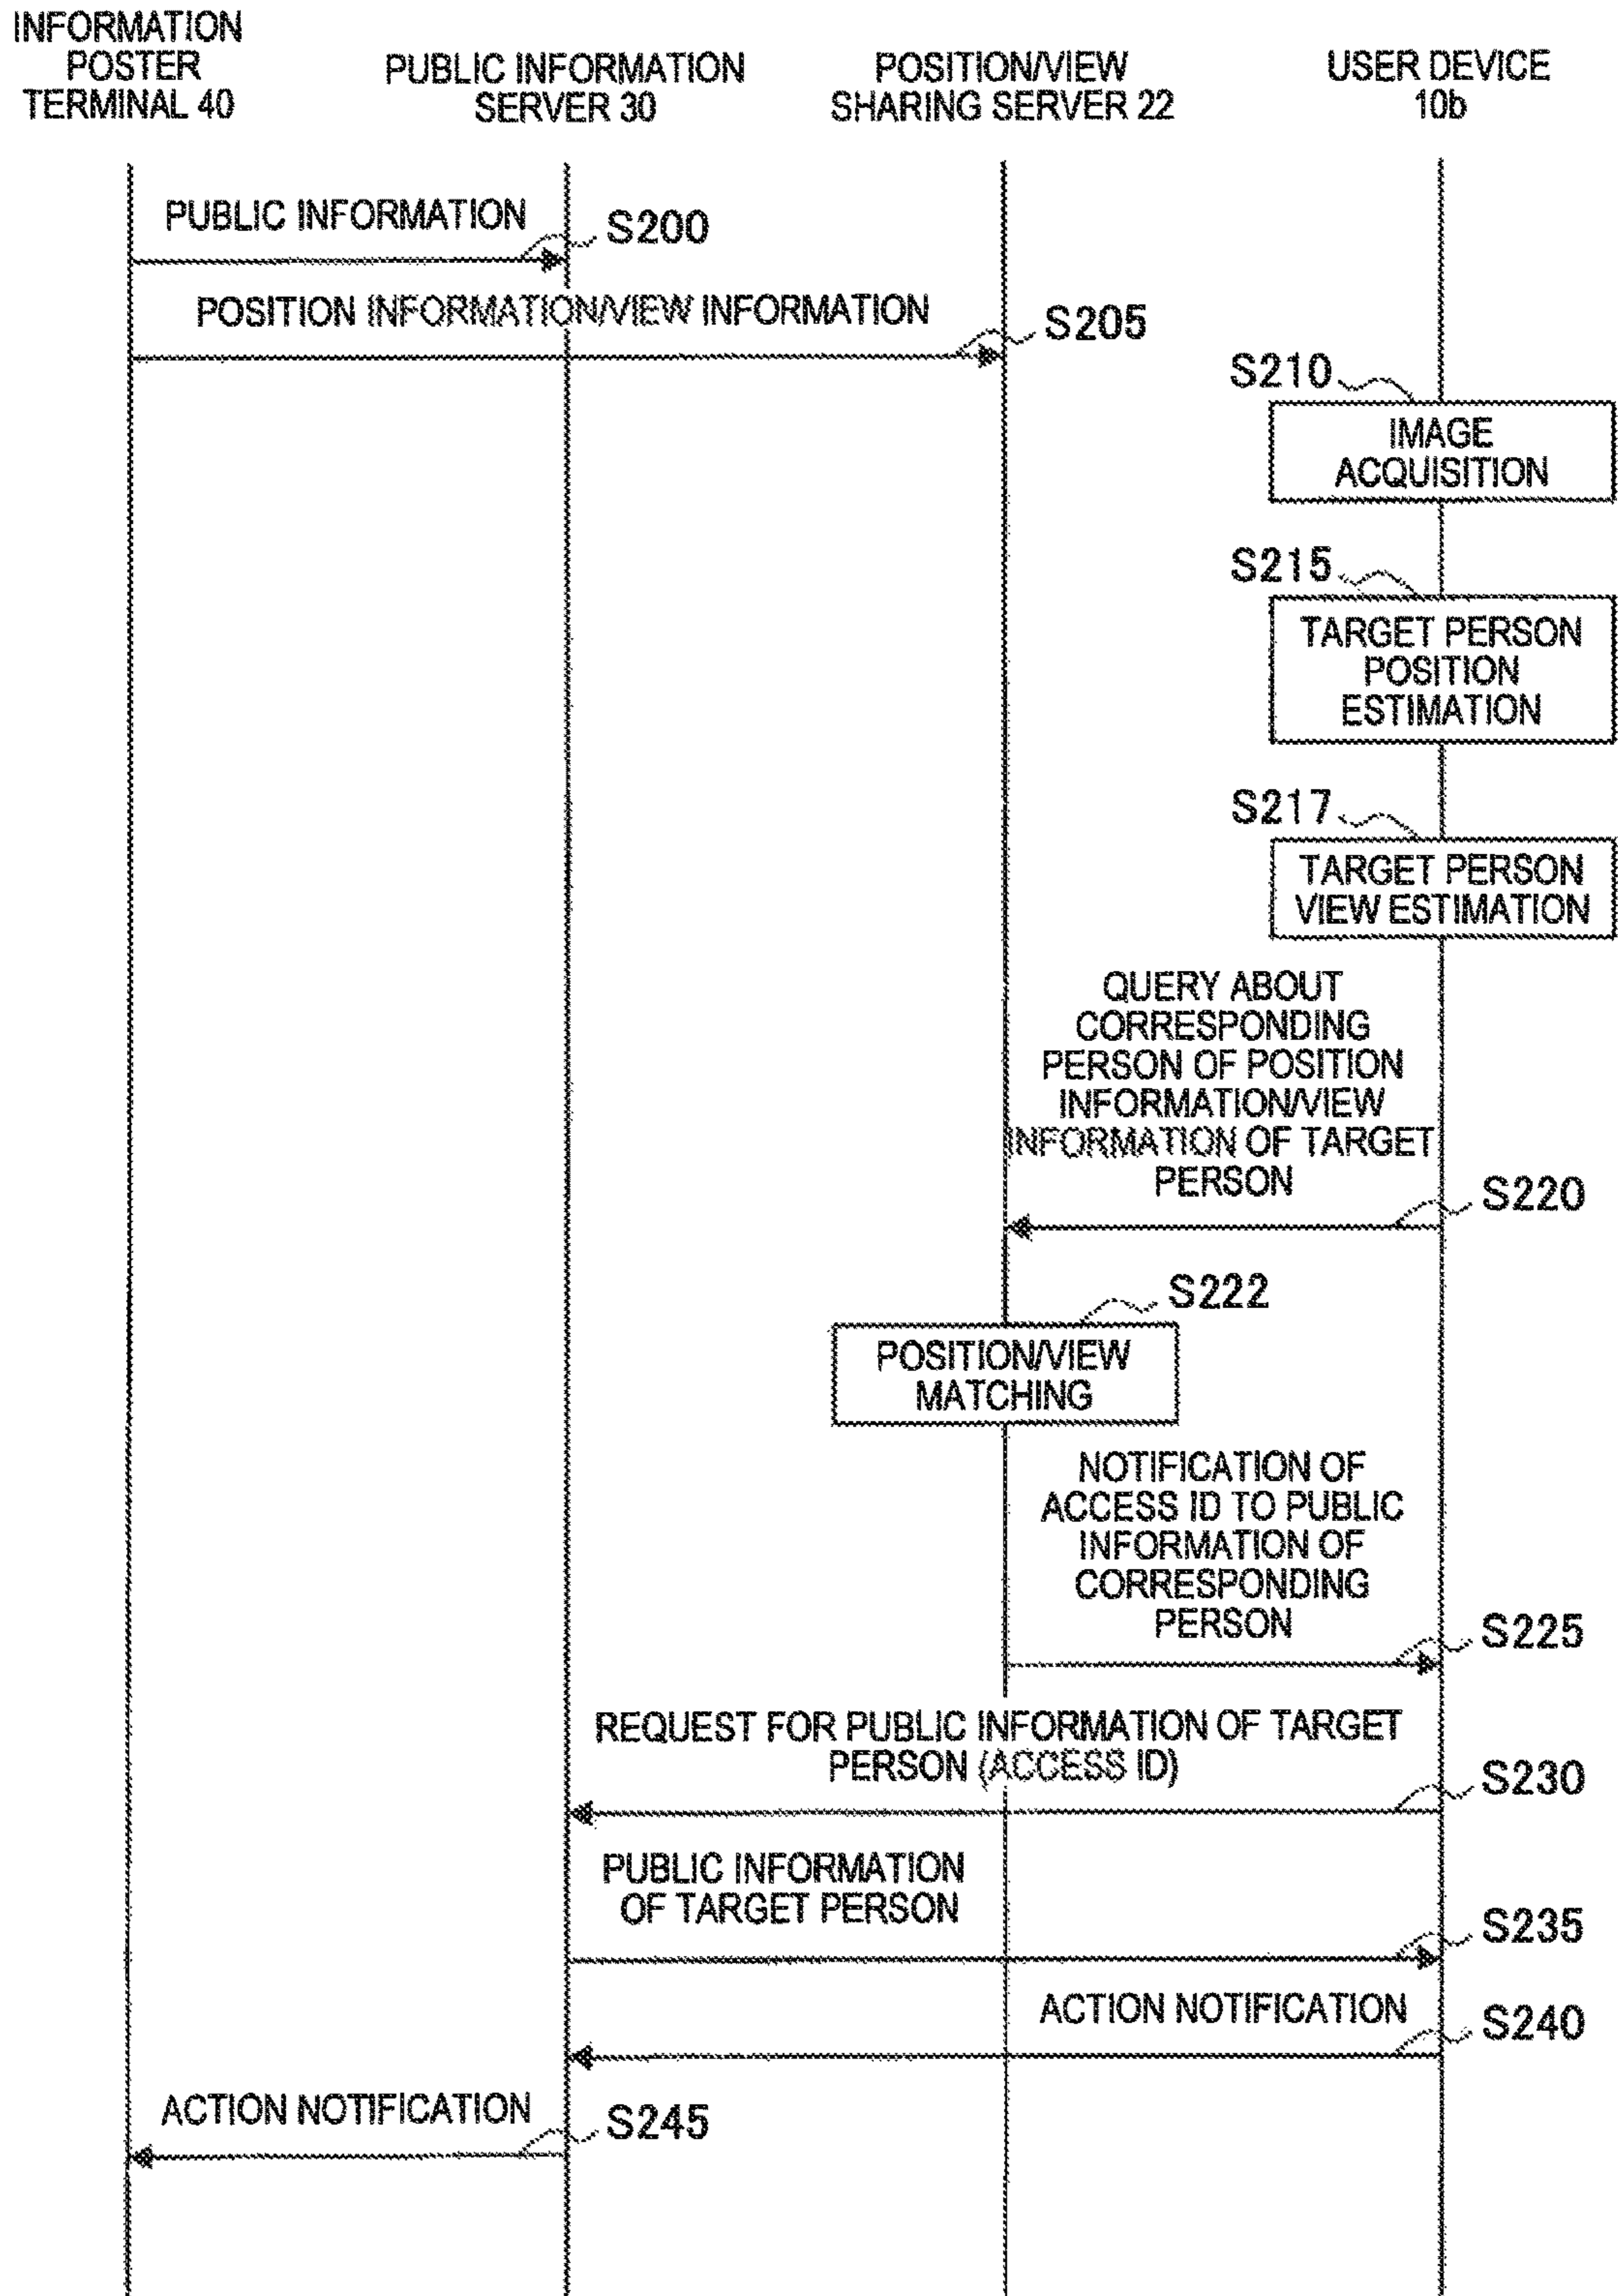 INFORMATION
POSTER
TERMINAL 40
PUBLIC INFORMATION
SERVER 30
POSITION/VIEW
SHARING SERVER 22
USER DEVICE
10b
PUBLIC INFORMATION
S200
POSITION INFORMATION/VIEW INFORMATION
S205
S210
IMAGE
ACQUISITION
S215
TARGET PERSON
POSITION
ESTIMATION
S217
TARGET PERSON
VIEW ESTIMATION
QUERY ABOUT
CORRESPONDING
PERSON OF POSITION
INFORMATION/VIEW
INFORMATION OF TARGET
PERSON
S220
S222
POSITION/VIEW
MATCHING
NOTIFICATION OF
ACCESS ID TO PUBLIC
INFORMATION OF
CORRESPONDING
PERSON
S225
REQUEST FOR PUBLIC INFORMATION OF TARGET
PERSON (ACCESS ID)
S230
PUBLIC INFORMATION
OF TARGET PERSON
S235
ACTION NOTIFICATION
S240
ACTION NOTIFICATION
S245